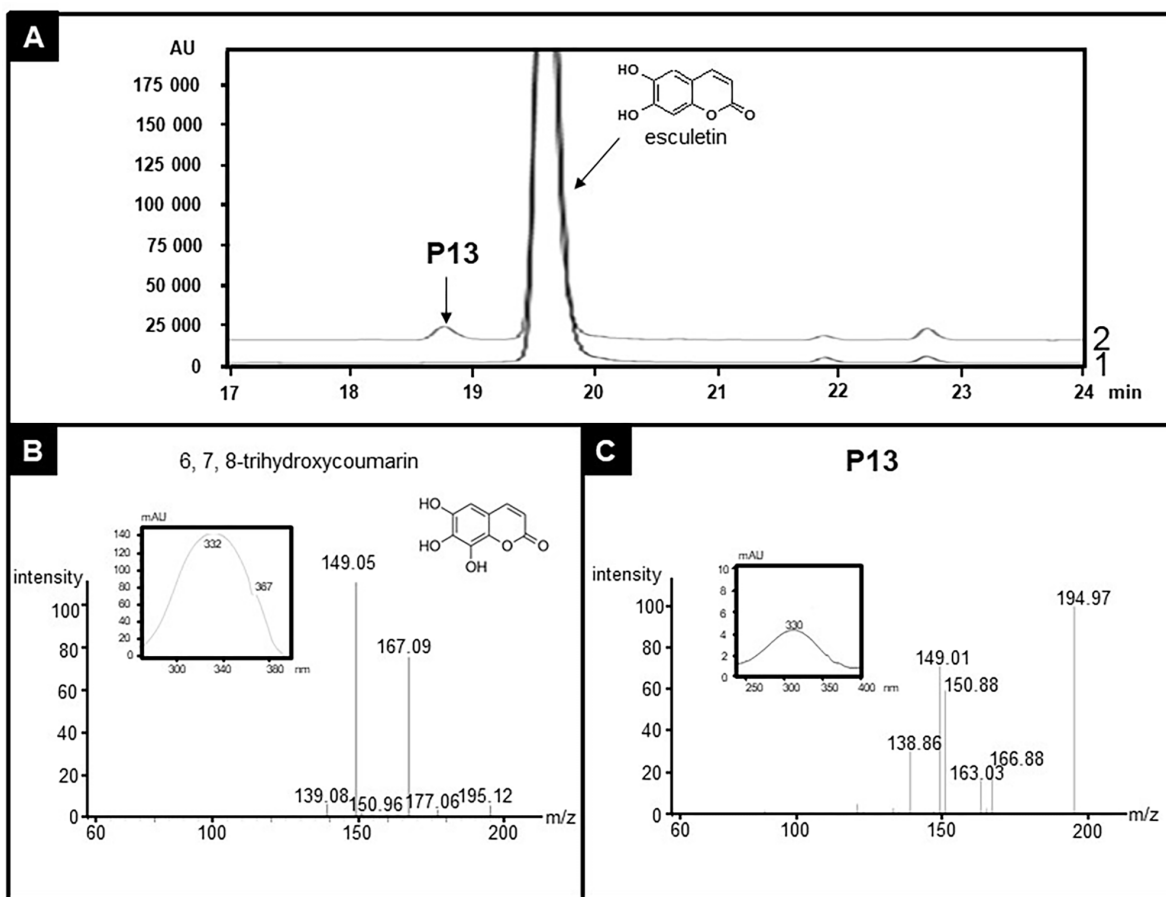 A
AU
175 000
150 000
125 000
100 000
75 000
50 000
25 000
0
HO
HO
O
O
esculetin
P13
2
1
17 18 19 20 21 22 23 24 min
B
6, 7, 8-trihydroxycoumarin
HO
HO
OH
O
O
mAU
140
120
100
80
60
40
20
0
332
367
300 340 380 nm
intensity
100
80
60
40
20
0
149.05
167.09
139.08
150.96
177.06
195.12
60 100 150 200 m/z
C
P13
mAU
10
8
6
4
2
0
330
250 300 350 400 nm
intensity
100
80
60
40
20
0
194.97
149.01
150.88
138.86
166.88
163.03
60 100 150 200 m/z